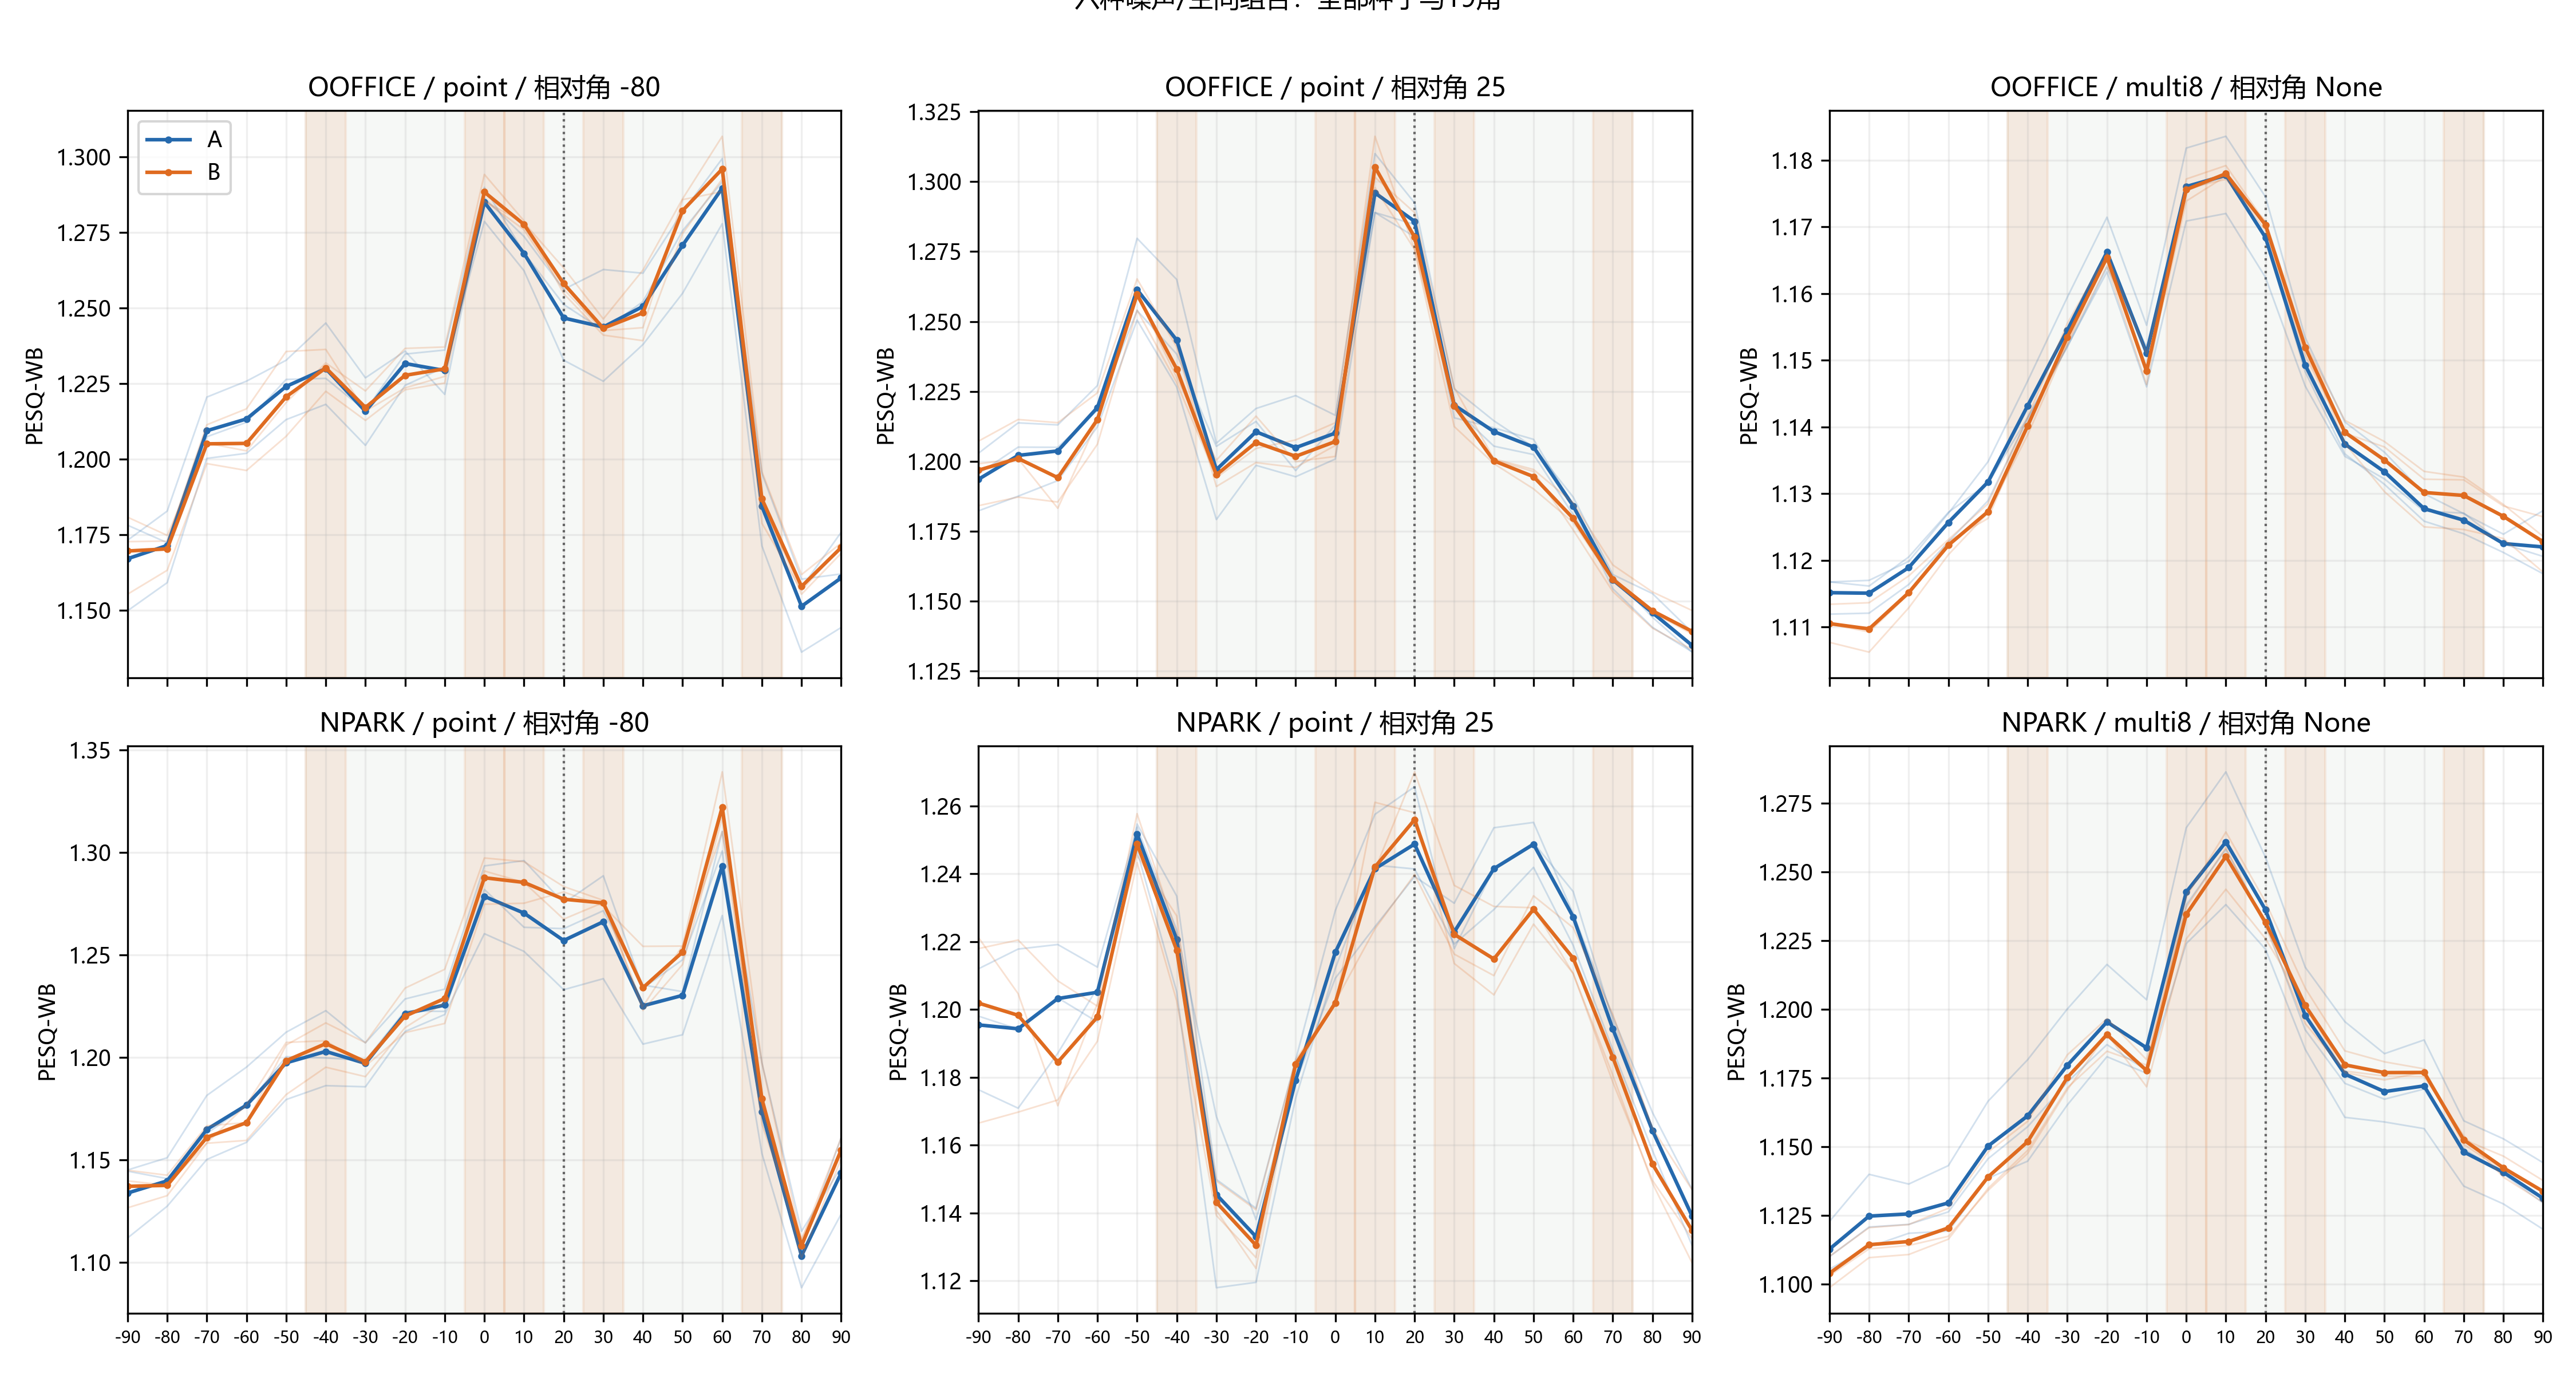 OOFFICE / point / 相对角 -80
OOFFICE / point / 相对角 25
OOFFICE / multi8 / 相对角 None
A
B
PESQ-WB
1.300
1.275
1.250
1.225
1.200
1.175
1.150
PESQ-WB
1.325
1.300
1.275
1.250
1.225
1.200
1.175
1.150
1.125
PESQ-WB
1.18
1.17
1.16
1.15
1.14
1.13
1.12
1.11
NPARK / point / 相对角 -80
NPARK / point / 相对角 25
NPARK / multi8 / 相对角 None
PESQ-WB
1.35
1.30
1.25
1.20
1.15
1.10
-90 -80 -70 -60 -50 -40 -30 -20 -10 0 10 20 30 40 50 60 70 80 90
PESQ-WB
1.26
1.24
1.22
1.20
1.18
1.16
1.14
1.12
-90 -80 -70 -60 -50 -40 -30 -20 -10 0 10 20 30 40 50 60 70 80 90
PESQ-WB
1.275
1.250
1.225
1.200
1.175
1.150
1.125
1.100
-90 -80 -70 -60 -50 -40 -30 -20 -10 0 10 20 30 40 50 60 70 80 90